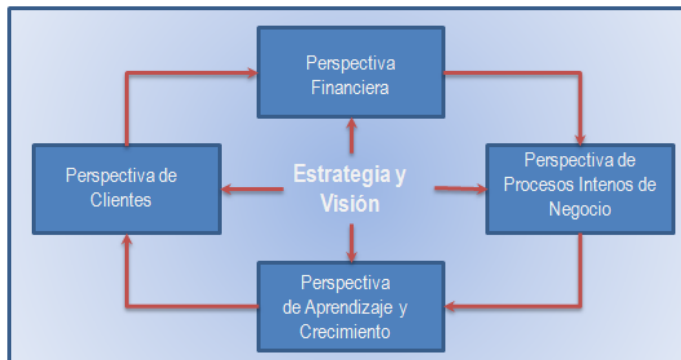 Perspectiva
Financiera
Perspectiva de
Clientes
Estrategia y
Visión
Perspectiva de
Procesos Intenos de
Negocio
Perspectiva
de Aprendizaje y
Crecimiento